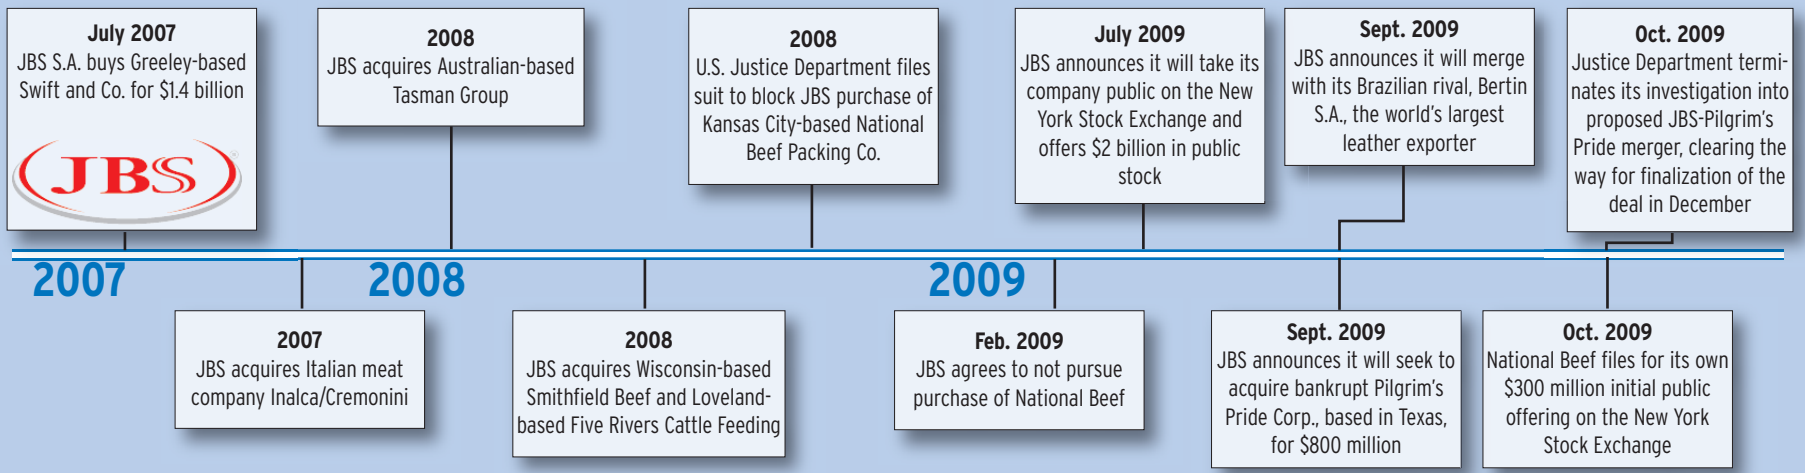 July 2007
JBS S.A. buys Greeley-based
Swift and Co. for $1.4 billion
JBS
®
2008
JBS acquires Australian-based
Tasman Group
2008
U.S. Justice Department files
suit to block JBS purchase of
Kansas City-based National
Beef Packing Co.
July 2009
JBS announces it will take its
company public on the New
York Stock Exchange and
offers $2 billion in public
stock
Sept. 2009
JBS announces it will merge
with its Brazilian rival, Bertin
S.A., the world's largest
leather exporter
Oct. 2009
Justice Department termi-
nates its investigation into
proposed JBS-Pilgrim's
Pride merger, clearing the
way for finalization of the
deal in December
2007
2008
2009
2007
JBS acquires Italian meat
company Inalca/Cremonini
2008
JBS acquires Wisconsin-based
Smithfield Beef and Loveland-
based Five Rivers Cattle Feeding
Feb. 2009
JBS agrees to not pursue
purchase of National Beef
Sept. 2009
JBS announces it will seek to
acquire bankrupt Pilgrim's
Pride Corp., based in Texas,
for $800 million
Oct. 2009
National Beef files for its own
$300 million initial public
offering on the New York
Stock Exchange